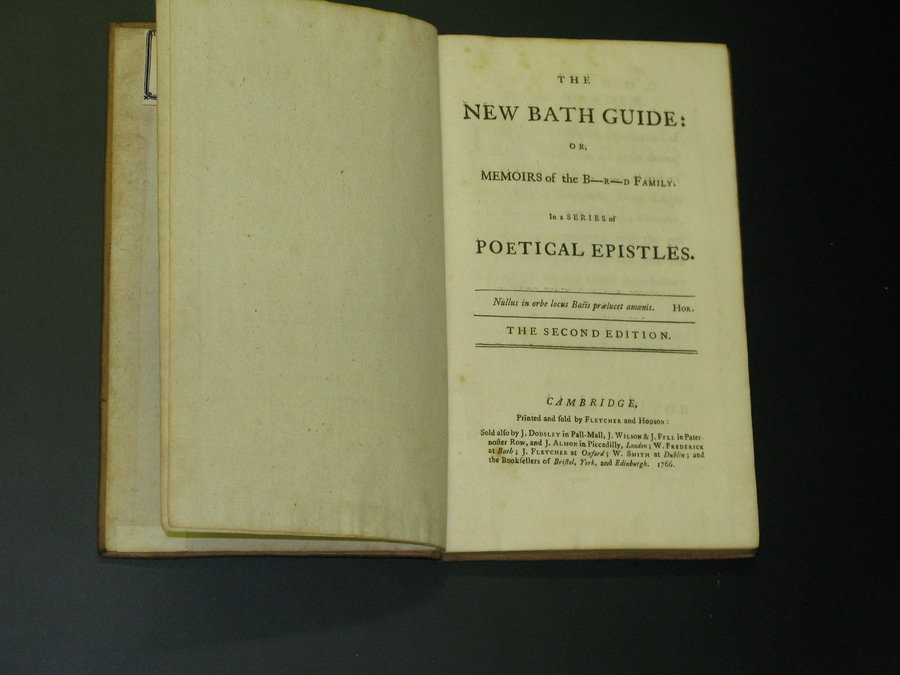 THE
NEW BATH GUIDE:
OR,
MEMOIRS of the B—R—D FAMILY.
In a SERIES of
POETICAL EPISTLES.
Nullus in orbe locus Baiis prælucet amœnis. HOR.
THE SECOND EDITION.
CAMBRIDGE,
Printed and ſold by FLETCHER and HODSON:
Sold alſo by J. DODSLEY in Pall-Mall, J. WILSON & J. FELL in Pater-
noſter Row, and J. ALMON in Piccadilly, London; W. FREDERICK
at Bath; J. FLETCHER at Oxford; W. SMITH at Dublin; and
the Bookſellers of Briſtol, York, and Edinburgh. 1766.